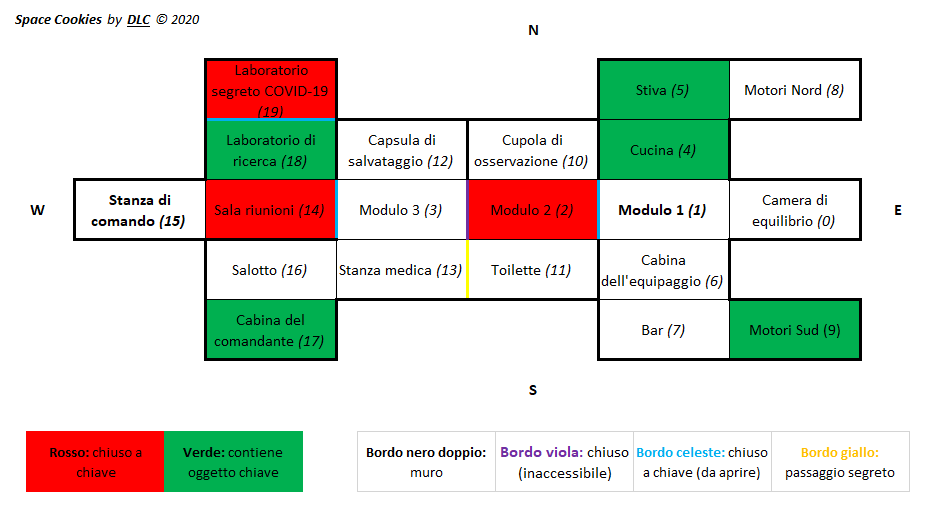 Space Cookies by DLC © 2020
N
Laboratorio
segreto COVID-19
(19)
Stiva (5)
Motori Nord (8)
Laboratorio di
ricerca (18)
Capsula di
salvataggio (12)
Cupola di
osservazione (10)
Cucina (4)
W
Stanza di
comando (15)
Sala riunioni (14)
Modulo 3 (3)
Modulo 2 (2)
Modulo 1 (1)
Camera di
equilibrio (0)
E
Salotto (16)
Stanza medica (13)
Toilette (11)
Cabina
dell'equipaggio (6)
Cabina del
comandante (17)
Bar (7)
Motori Sud (9)
S
Rosso: chiuso a
chiave
Verde: contiene
oggetto chiave
Bordo nero doppio:
muro
Bordo viola: chiuso
(inaccessibile)
Bordo celeste: chiuso
a chiave (da aprire)
Bordo giallo:
passaggio segreto